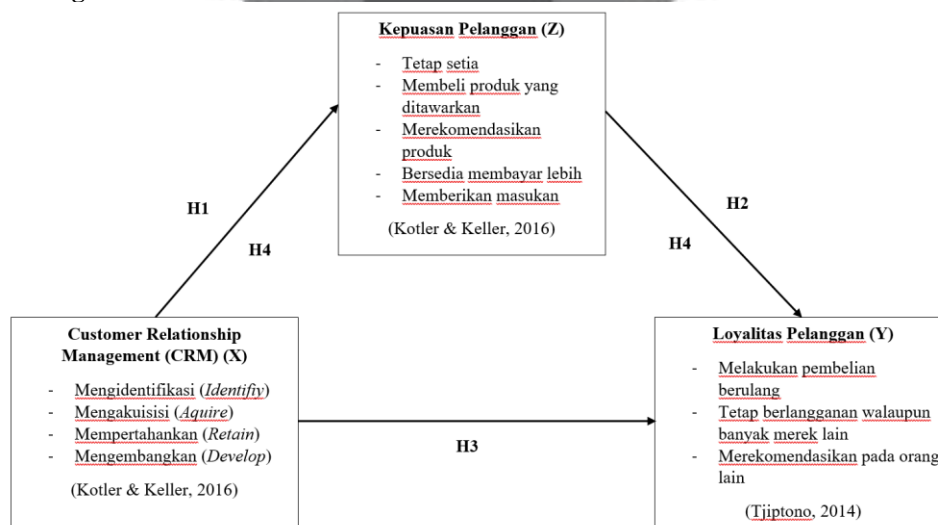 Kepuasan Pelanggan (Z)
- Tetap setia
- Membeli produk yang
ditawarkan
- Merekomendasikan
produk
- Bersedia membayar lebih
- Memberikan masukan
(Kotler & Keller, 2016)
H1
H4
H2
H4
Customer Relationship
Management (CRM) (X)
- Mengidentifikasi (Identifiy)
- Mengakuisisi (Aquire)
- Mempertahankan (Retain)
- Mengembangkan (Develop)
(Kotler & Keller, 2016)
H3
Loyalitas Pelanggan (Y)
- Melakukan pembelian
berulang
- Tetap berlangganan walaupun
banyak merek lain
- Merekomendasikan pada orang
lain
(Tjiptono, 2014)